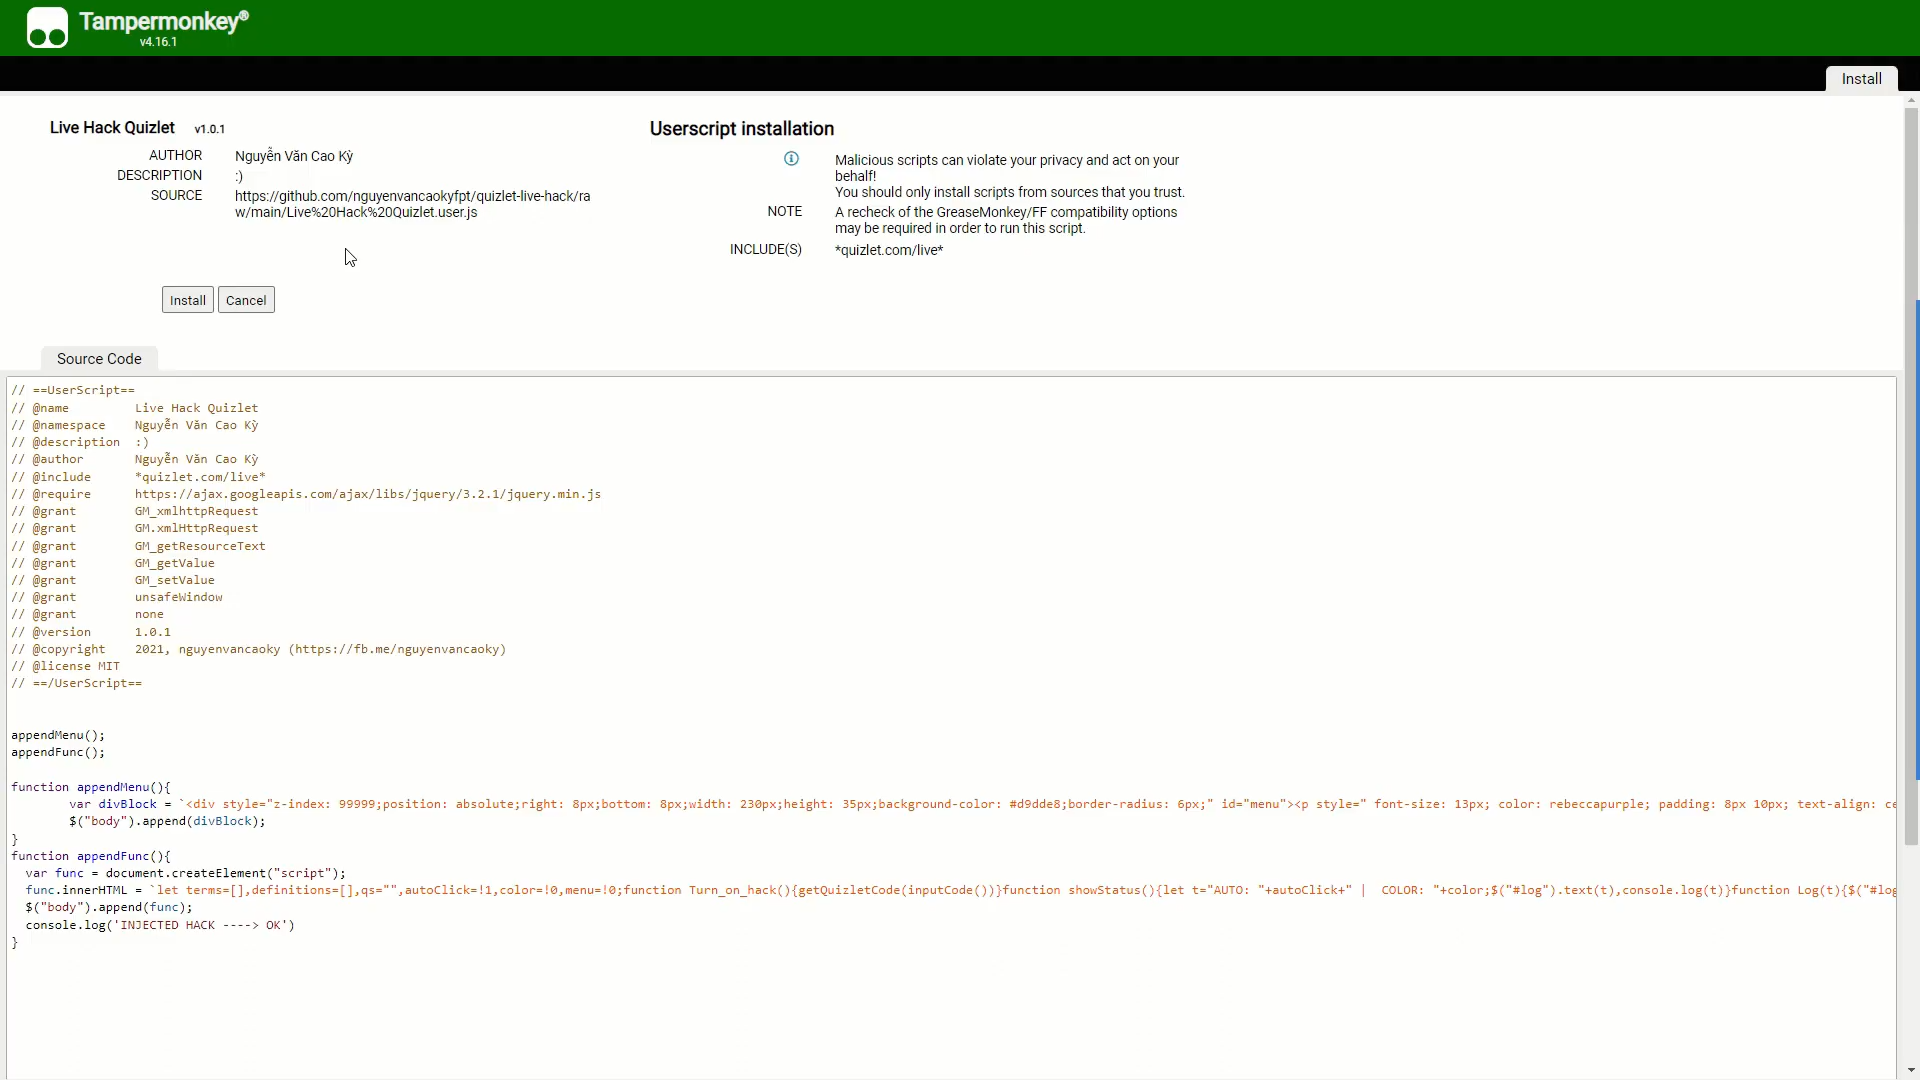 Tampermonkey®
v4.16.1
Install
Live Hack Quizlet v1.0.1
AUTHOR Nguyễn Văn Cao Kỳ
DESCRIPTION :)
SOURCE https://github.com/nguyenvancaokyfpt/quizlet-live-hack/ra
w/main/Live%20Hack%20Quizlet.user.js
Install Cancel
Userscript installation
Malicious scripts can violate your privacy and act on your
behalf!
You should only install scripts from sources that you trust.
NOTE A recheck of the GreaseMonkey/FF compatibility options
may be required in order to run this script.
INCLUDE(S) *quizlet.com/live*
Source Code
// ==UserScript==
// @name Live Hack Quizlet
// @namespace Nguyễn Văn Cao Kỳ
// @description :)
// @author Nguyễn Văn Cao Kỳ
// @include *quizlet.com/live*
// @require https://ajax.googleapis.com/ajax/libs/jquery/3.2.1/jquery.min.js
// @grant GM_xmlhttpRequest
// @grant GM.xmlHttpRequest
// @grant GM_getResourceText
// @grant GM_getValue
// @grant GM_setValue
// @grant unsafeWindow
// @grant none
// @version 1.0.1
// @copyright 2021, nguyenvancaoky (https://fb.me/nguyenvancaoky)
// @license MIT
// ==/UserScript==
appendMenu();
appendFunc();
function appendMenu(){
var divBlock = `<div style="z-index: 99999;position: absolute;right: 8px;bottom: 8px;width: 230px;height: 35px;background-color: #d9dde8;border-radius: 6px;" id="menu"><p style=" font-size: 13px; color: rebeccapurple; padding: 8px 10px; text-align: ce
$("body").append(divBlock);
}
function appendFunc(){
var func = document.createElement("script");
func.innerHTML = `let terms=[],definitions=[],qs="",autoClick=!1,color=!0,menu=!0;function Turn_on_hack(){getQuizletCode(inputCode())}function showStatus(){let t="AUTO: "+autoClick+" | COLOR: "+color;$("#log").text(t),console.log(t)}function Log(t){$("#log
$("body").append(func);
console.log('INJECTED HACK ----> OK')
}